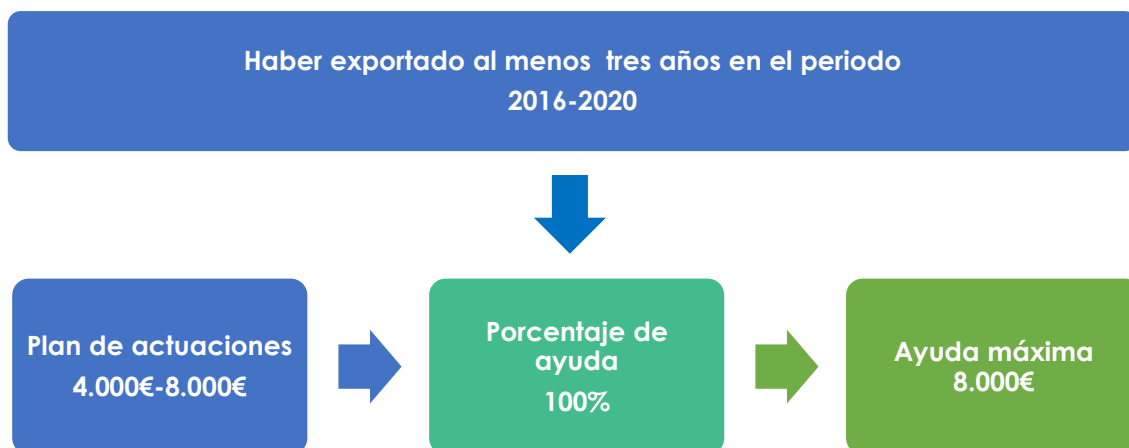 Haber exportado al menos tres años en el periodo
2016-2020
Plan de actuaciones
4.000€-8.000€
Porcentaje de
ayuda
100%
Ayuda máxima
8.000€